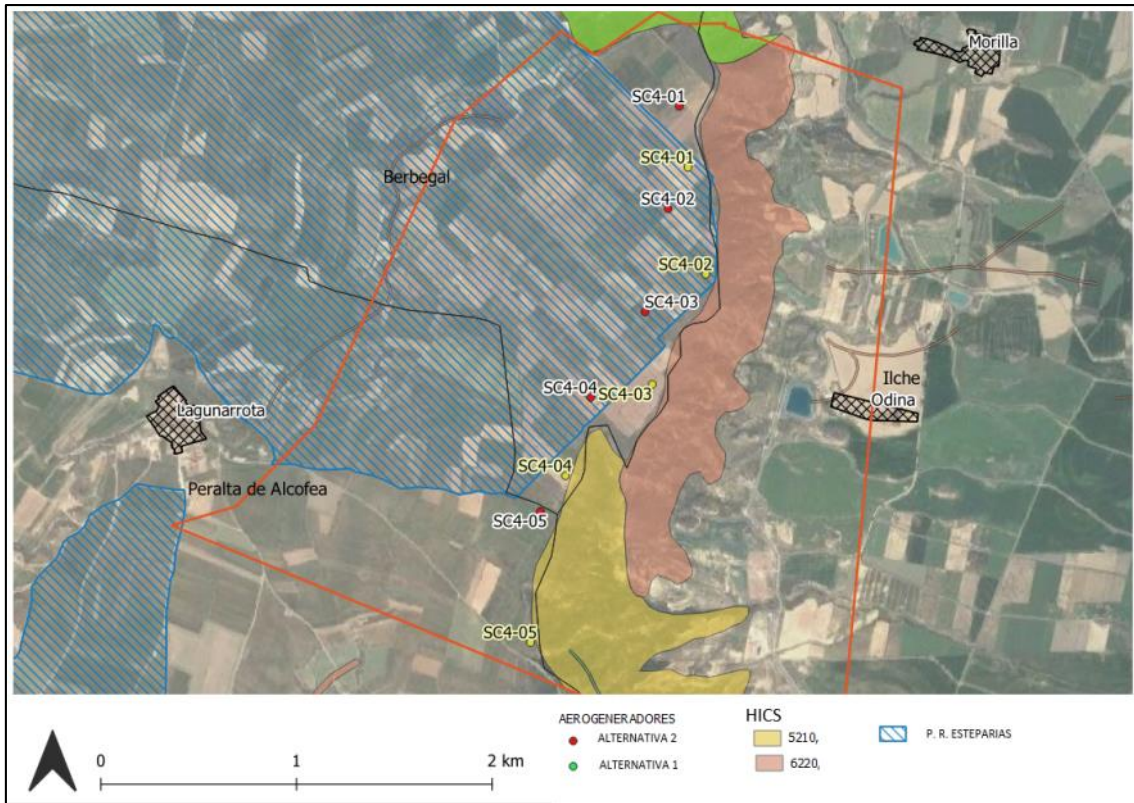 Morilla
SC4-01
SC4-01
Berbegal
SC4-02
SC4-02
SC4-03
Ilche
SC4-04
SC4-03
Odina
Lagunarrota
SC4-04
Peralta de Alcofea
SC4-05
SC4-05
AEROGENERADORES
HICS
ALTERNATIVA 2
5210,
P. R. ESTEPARIAS
ALTERNATIVA 1
6220,
0 1 2 km